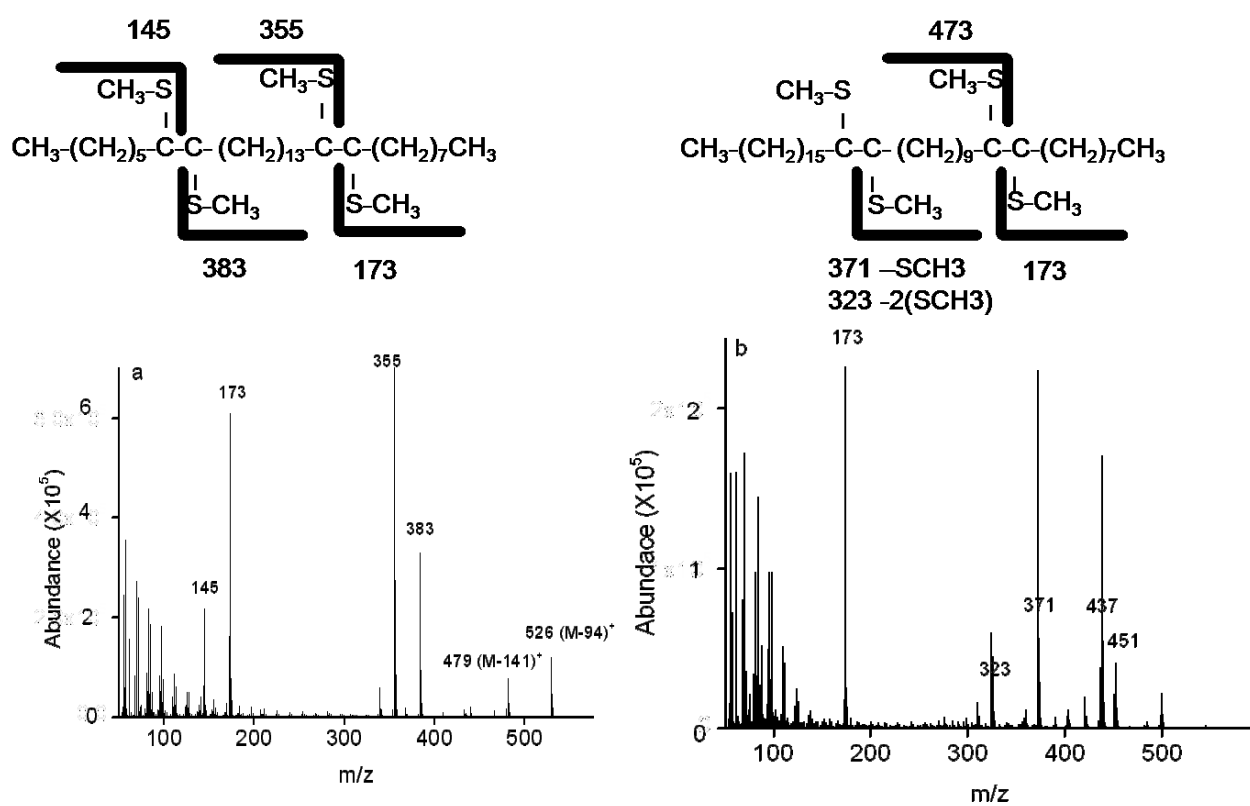 145 355
CH3-S CH3-S
CH3-(CH2)5-C-C-(CH2)13-C-C-(CH2)7CH3
S-CH3 S-CH3
383 173
473
CH3-S CH3-S
CH3-(CH2)15-C-C-(CH2)9-C-C-(CH2)7CH3
S-CH3 S-CH3
371 –SCH3 173
323 -2(SCH3)
a
Abundance (X10⁵)
6
4
2
0
145
173
355
383
479 (M-141)⁺
526 (M-94)⁺
100 200 300 400 500
m/z
b
Abundace (X10⁵)
2
1
0
173
323
371
437
451
100 200 300 400 500
m/z